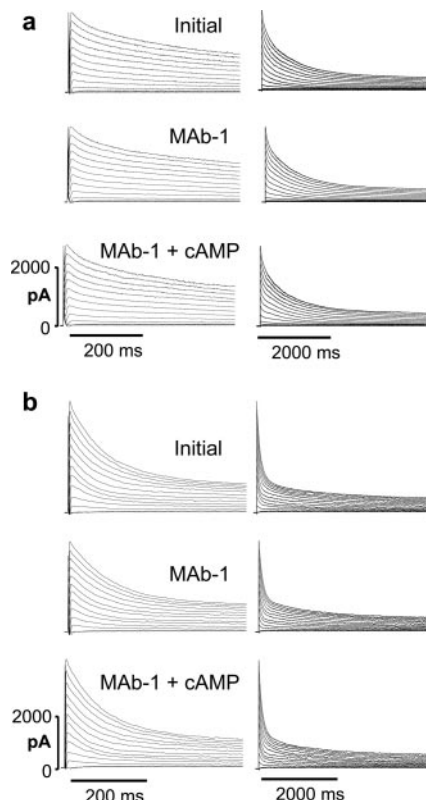 a
Initial
MAb-1
MAb-1 + cAMP
2000
pA
0
200 ms
2000 ms
b
Initial
MAb-1
MAb-1 + cAMP
2000
pA
0
200 ms
2000 ms